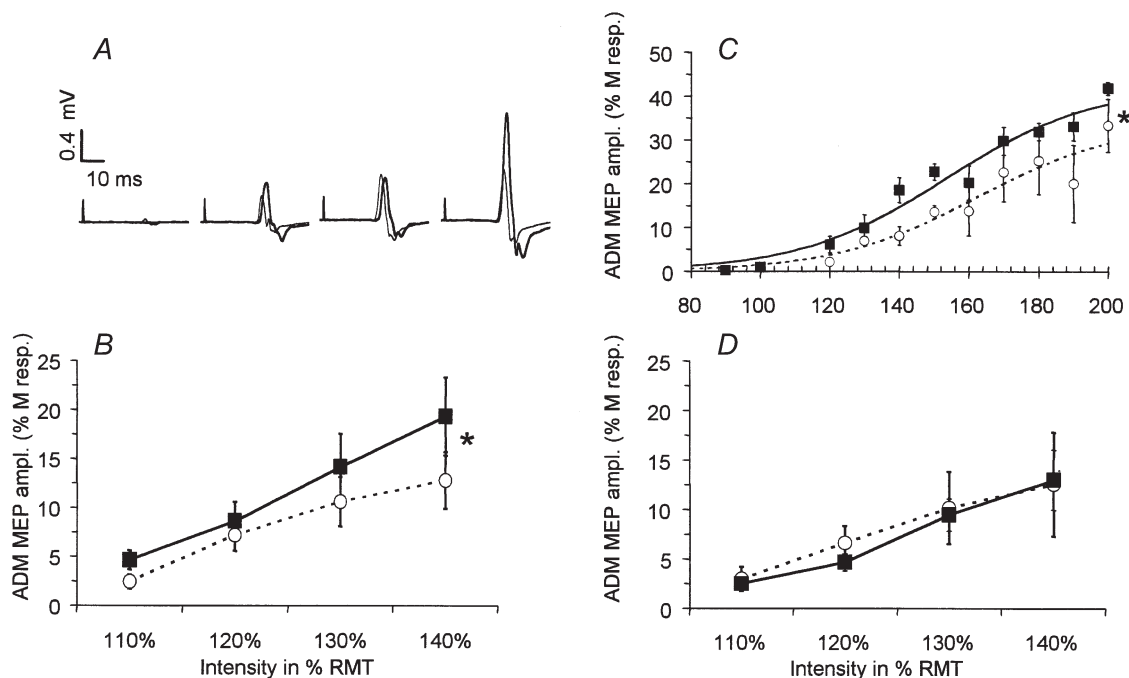 A
0.4 mV
10 ms
C
ADM MEP ampl. (% M resp.)
50
40
30
20
10
0
*
80 100 120 140 160 180 200
B
ADM MEP ampl. (% M resp.)
25
20
15
10
5
0
*
110% 120% 130% 140%
Intensity in % RMT
D
ADM MEP ampl. (% M resp.)
25
20
15
10
5
0
110% 120% 130% 140%
Intensity in % RMT